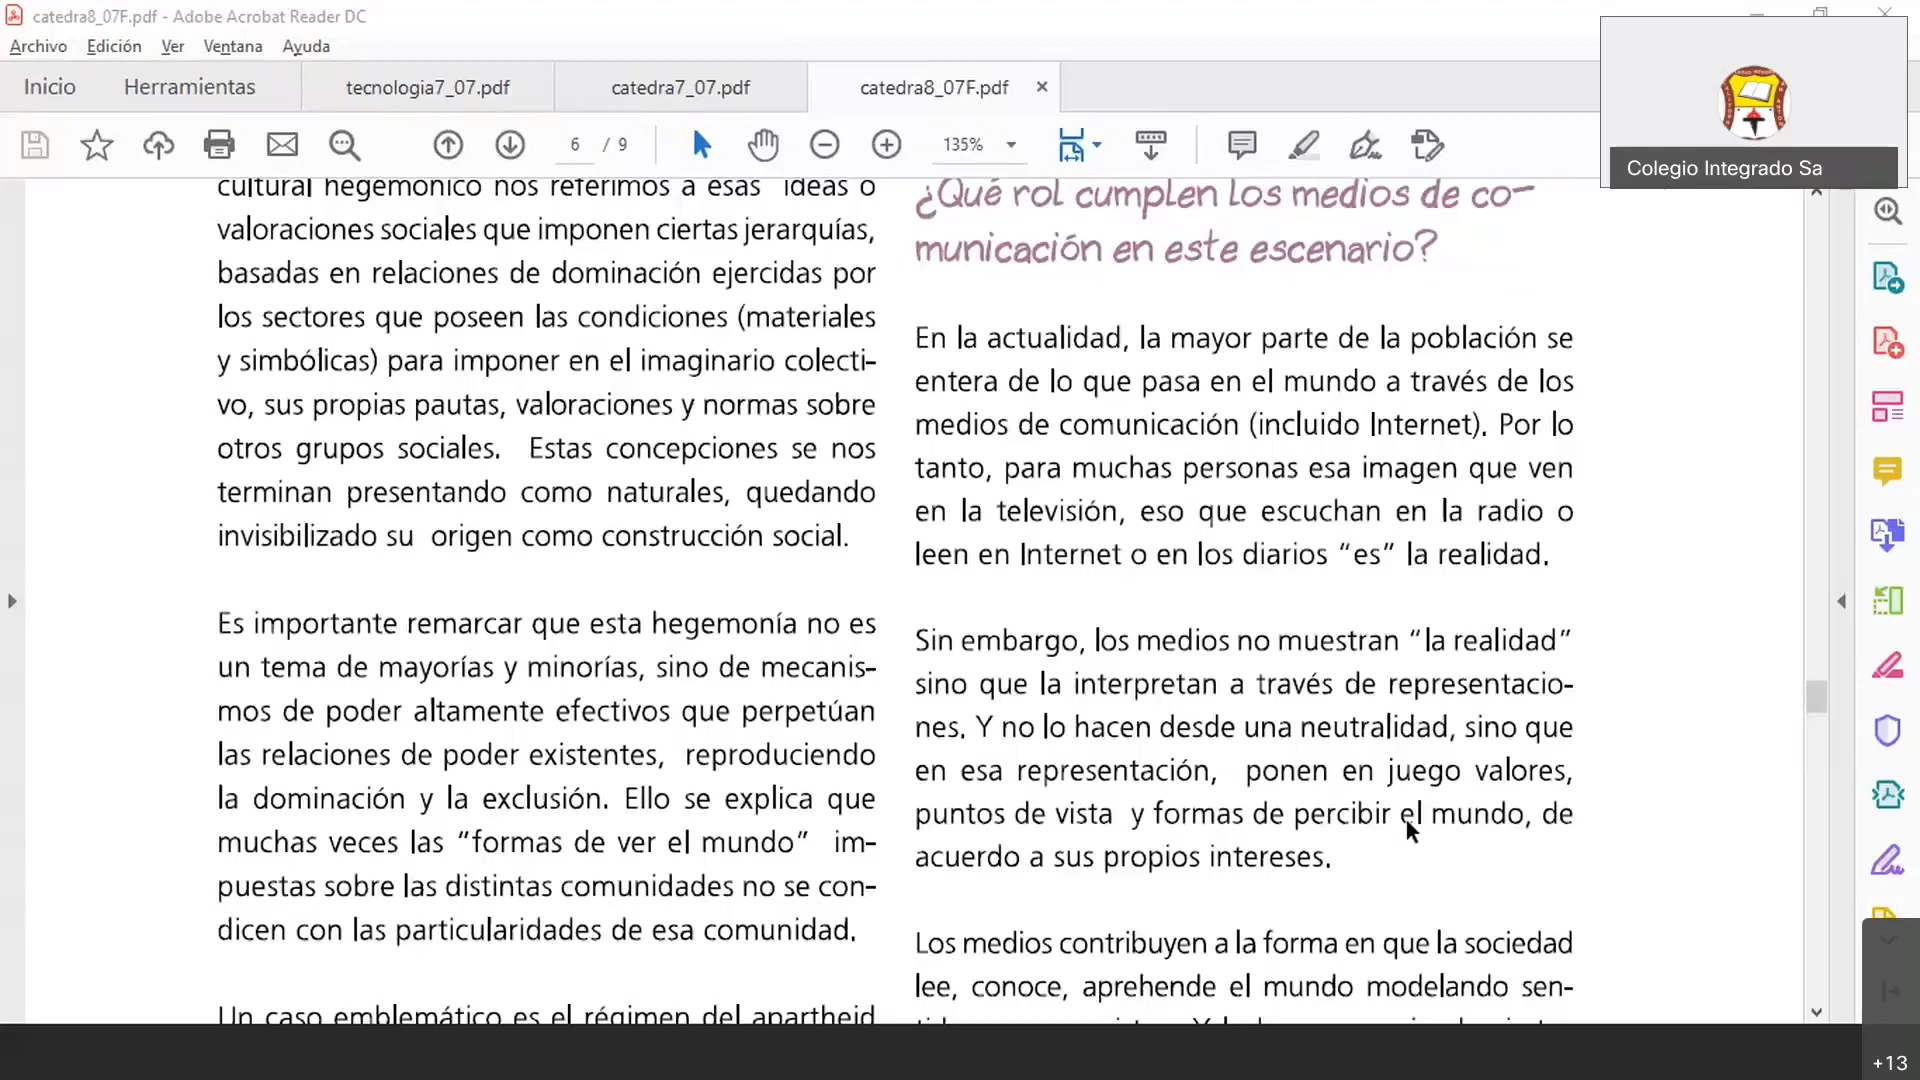 catedra8_07F.pdf - Adobe Acrobat Reader DC
Archivo Edición Ver Ventana Ayuda
Inicio Herramientas tecnologia7_07.pdf catedra7_07.pdf catedra8_07F.pdf
6 / 9 135%
Colegio Integrado Sa
cultural hegemónico nos referimos a esas ideas o
valoraciones sociales que imponen ciertas jerarquías,
basadas en relaciones de dominación ejercidas por
los sectores que poseen las condiciones (materiales
y simbólicas) para imponer en el imaginario colecti-
vo, sus propias pautas, valoraciones y normas sobre
otros grupos sociales. Estas concepciones se nos
terminan presentando como naturales, quedando
invisibilizado su origen como construcción social.
Es importante remarcar que esta hegemonía no es
un tema de mayorías y minorías, sino de mecanis-
mos de poder altamente efectivos que perpetúan
las relaciones de poder existentes, reproduciendo
la dominación y la exclusión. Ello se explica que
muchas veces las “formas de ver el mundo” im-
puestas sobre las distintas comunidades no se con-
dicen con las particularidades de esa comunidad.
Un caso emblemático es el régimen del apartheid
¿Qué rol cumplen los medios de co-
municación en este escenario?
En la actualidad, la mayor parte de la población se
entera de lo que pasa en el mundo a través de los
medios de comunicación (incluido Internet). Por lo
tanto, para muchas personas esa imagen que ven
en la televisión, eso que escuchan en la radio o
leen en Internet o en los diarios “es” la realidad.
Sin embargo, los medios no muestran “la realidad”
sino que la interpretan a través de representacio-
nes. Y no lo hacen desde una neutralidad, sino que
en esa representación, ponen en juego valores,
puntos de vista y formas de percibir el mundo, de
acuerdo a sus propios intereses.
Los medios contribuyen a la forma en que la sociedad
lee, conoce, aprehende el mundo modelando sen-
+13